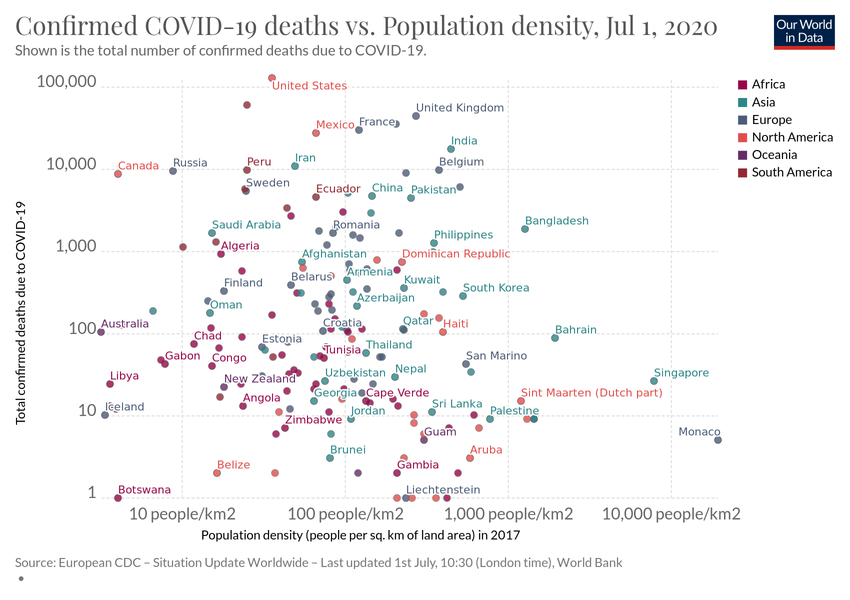 Confirmed COVID-19 deaths vs. Population density, Jul 1, 2020
Shown is the total number of confirmed deaths due to COVID-19.
Our World
in Data
100,000
10,000
1,000
100
10
1
Total confirmed deaths due to COVID-19
United States
United Kingdom
Mexico
France
India
Canada
Russia
Peru
Iran
Belgium
Sweden
Ecuador
China
Pakistan
Saudi Arabia
Romania
Bangladesh
Algeria
Philippines
Afghanistan
Dominican Republic
Finland
Belarus
Armenia
Kuwait
South Korea
Oman
Azerbaijan
Australia
Croatia
Qatar
Haiti
Bahrain
Chad
Estonia
Gabon
Congo
Tunisia
Thailand
San Marino
Libya
New Zealand
Uzbekistan
Nepal
Singapore
Iceland
Angola
Georgia
Cape Verde
Sint Maarten (Dutch part)
Jordan
Sri Lanka
Palestine
Zimbabwe
Guam
Monaco
Belize
Brunei
Gambia
Aruba
Botswana
Liechtenstein
10 people/km2
100 people/km2
1,000 people/km2
10,000 people/km2
Population density (people per sq. km of land area) in 2017
Africa
Asia
Europe
North America
Oceania
South America
Source: European CDC – Situation Update Worldwide – Last updated 1st July, 10:30 (London time), World Bank